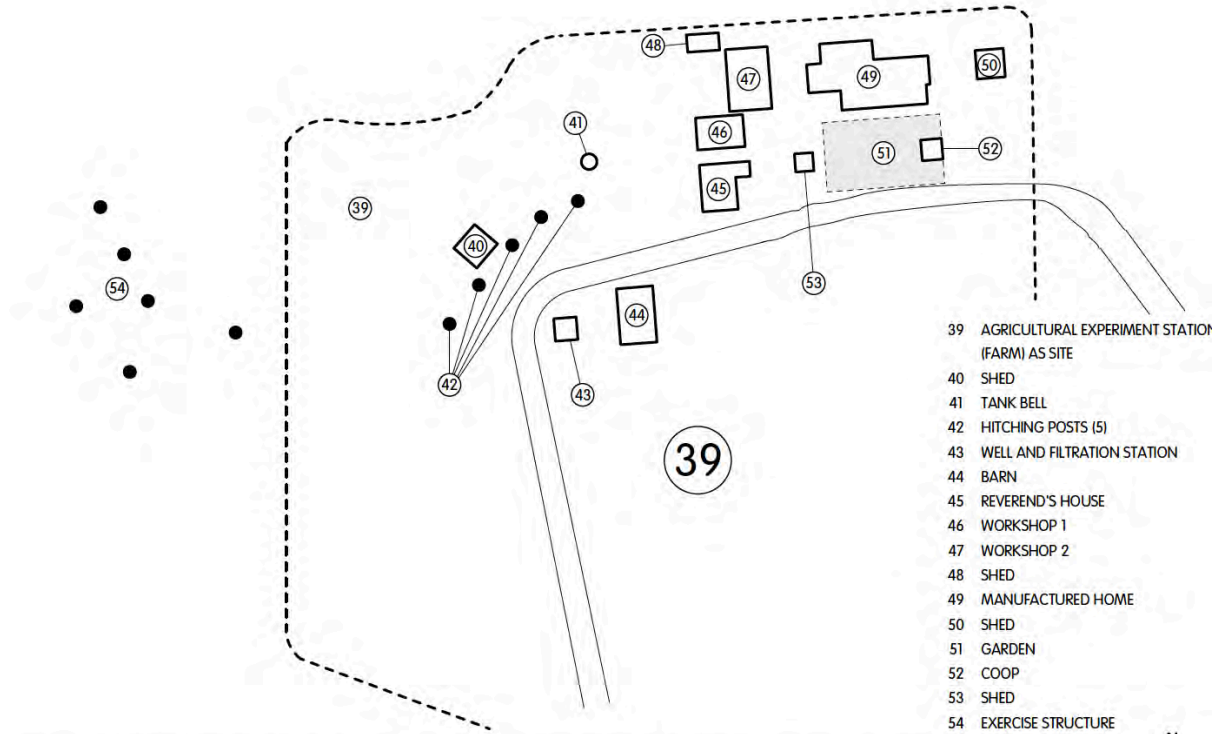 48
47
49
50
41
46
51
52
45
39
40
54
53
44
42
43
39
39 AGRICULTURAL EXPERIMENT STATION
(FARM) AS SITE
40 SHED
41 TANK BELL
42 HITCHING POSTS (5)
43 WELL AND FILTRATION STATION
44 BARN
45 REVEREND'S HOUSE
46 WORKSHOP 1
47 WORKSHOP 2
48 SHED
49 MANUFACTURED HOME
50 SHED
51 GARDEN
52 COOP
53 SHED
54 EXERCISE STRUCTURE